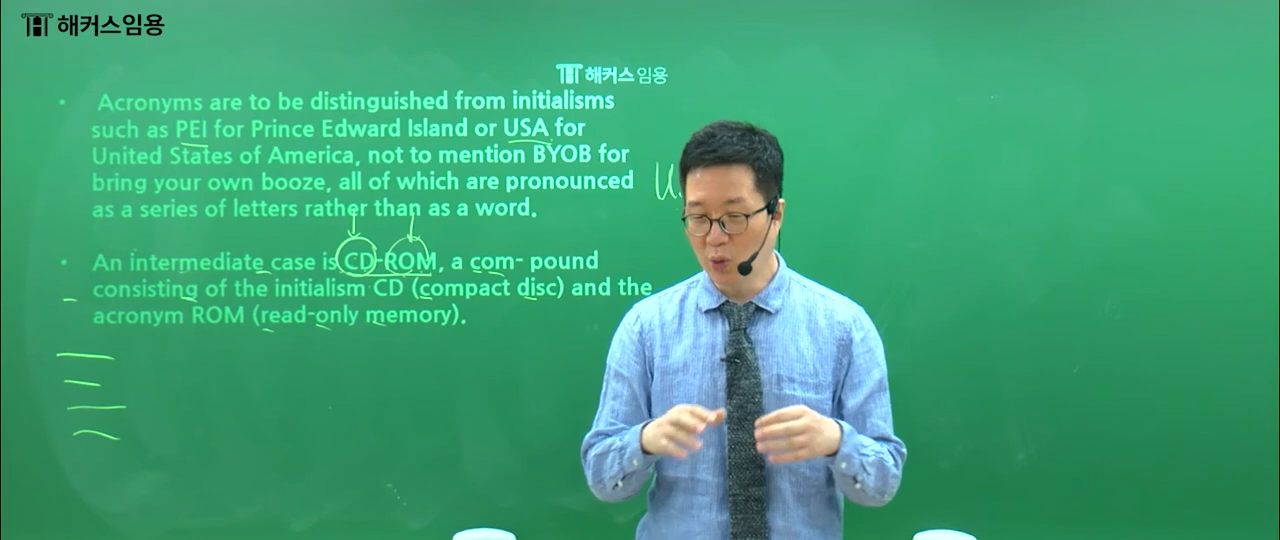 해커스임용
해커스임용
• Acronyms are to be distinguished from initialisms
such as PEI for Prince Edward Island or USA for
United States of America, not to mention BYOB for
bring your own booze, all of which are pronounced
as a series of letters rather than as a word.
U.
• An intermediate case is CD-ROM, a com- pound
consisting of the initialism CD (compact disc) and the
acronym ROM (read-only memory).